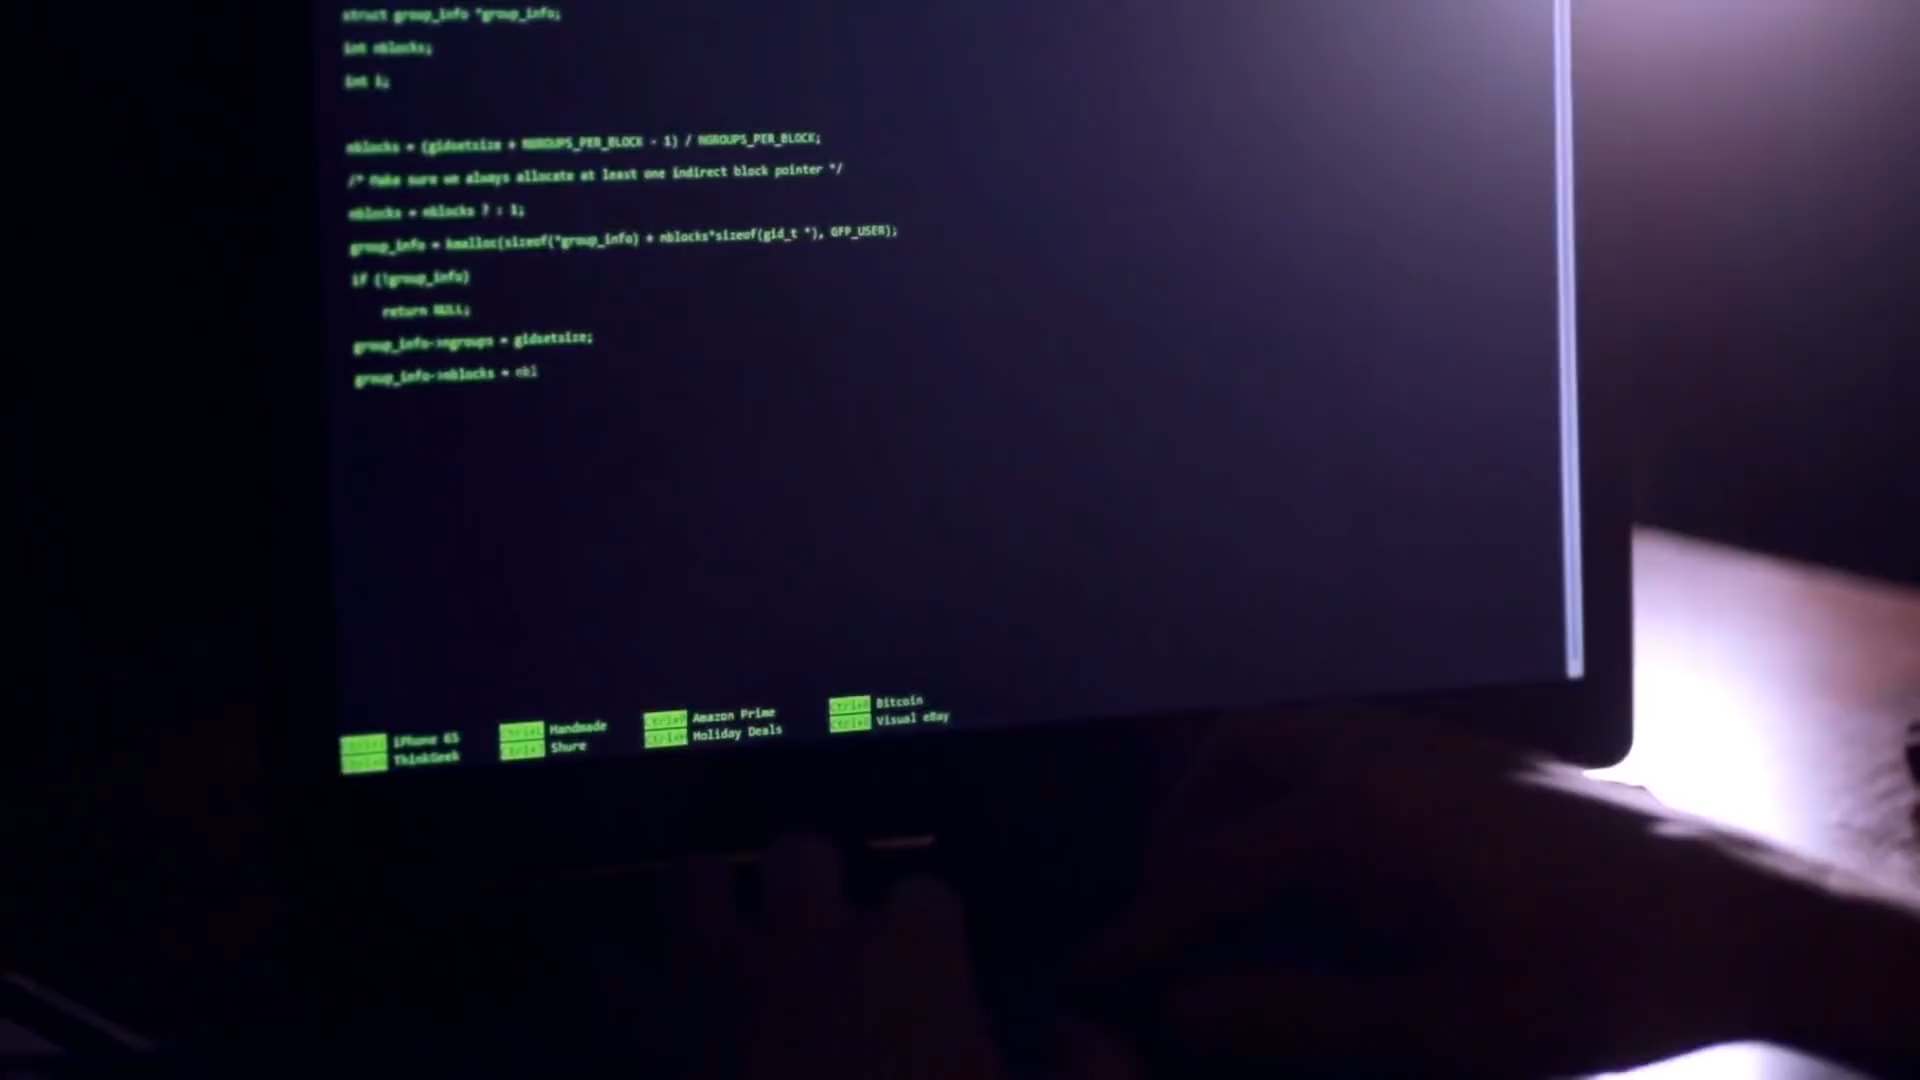 struct group_info *group_info;
int nblocks;
int i;
nblocks = (gidsetsize + NGROUPS_PER_BLOCK - 1) / NGROUPS_PER_BLOCK;
/* Make sure we always allocate at least one indirect block pointer */
nblocks = nblocks ? : 1;
group_info = kmalloc(sizeof(*group_info) + nblocks*sizeof(gid_t *), GFP_USER);
if (!group_info)
return NULL;
group_info->ngroups = gidsetsize;
group_info->nblocks = nbl
iPhone 6S Handmade Amazon Prime Bitcoin
ThinkGeek Shure Holiday Deals Visual eBay